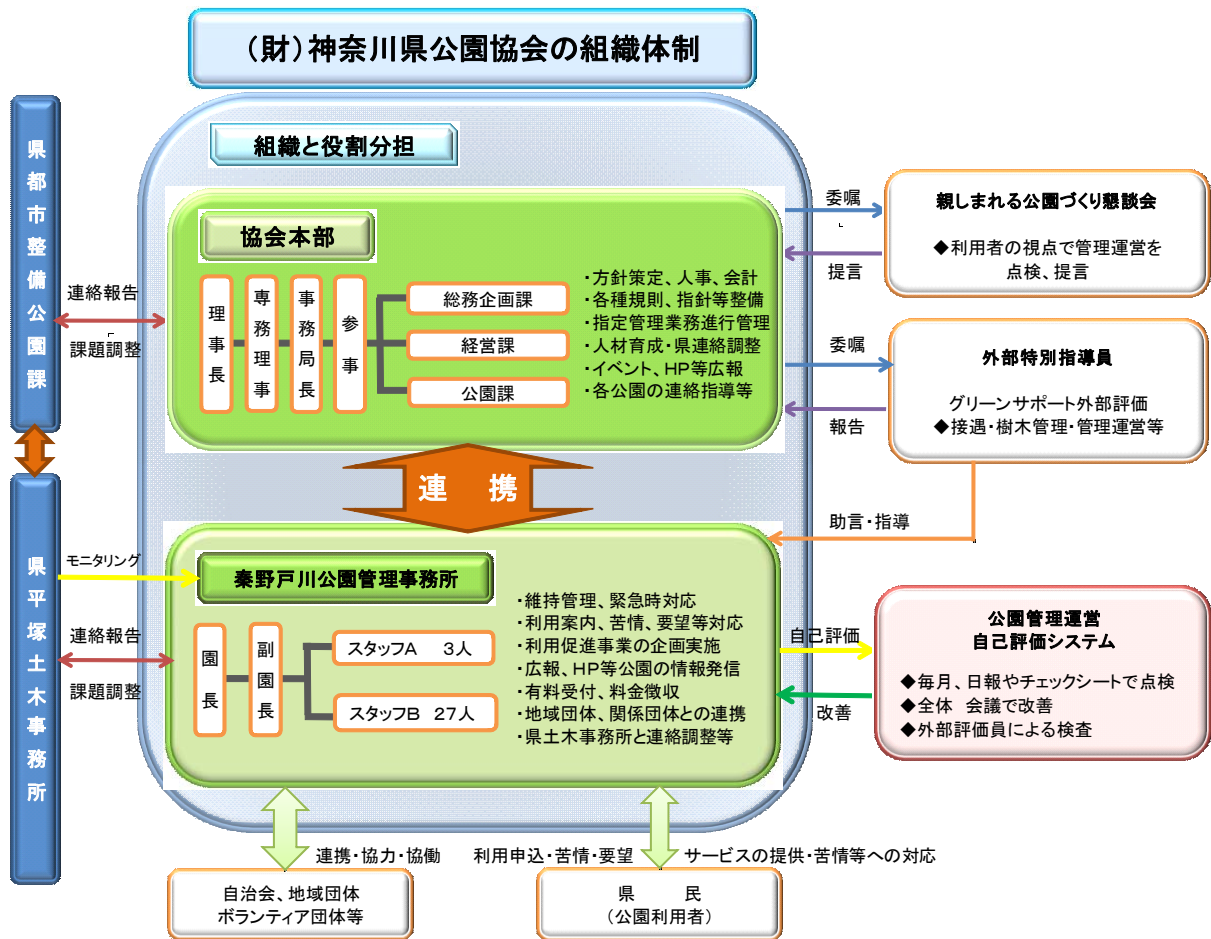 （財）神奈川県公園協会の組織体制
組織と役割分担
県都市整備公園課
連絡報告
課題調整
協会本部
理事長
専務理事
事務局長
参事
総務企画課
経営課
公園課
・方針策定、人事、会計
・各種規則、指針等整備
・指定管理業務進行管理
・人材育成・県連絡調整
・イベント、HP等広報
・各公園の連絡指導等
委嘱
提言
親しまれる公園づくり懇談会
◆利用者の視点で管理運営を
点検、提言
委嘱
報告
外部特別指導員
グリーンサポート外部評価
◆接遇・樹木管理・管理運営等
連 携
助言・指導
県平塚土木事務所
モニタリング
連絡報告
課題調整
秦野戸川公園管理事務所
園長
副園長
スタッフA 3人
スタッフB 27人
・維持管理、緊急時対応
・利用案内、苦情、要望等対応
・利用促進事業の企画実施
・広報、HP等公園の情報発信
・有料受付、料金徴収
・地域団体、関係団体との連携
・県土木事務所と連絡調整等
自己評価
改善
公園管理運営
自己評価システム
◆毎月、日報やチェックシートで点検
◆全体 会議で改善
◆外部評価員による検査
連携・協力・協働
利用申込・苦情・要望
サービスの提供・苦情等への対応
自治会、地域団体
ボランティア団体等
県 民
（公園利用者）